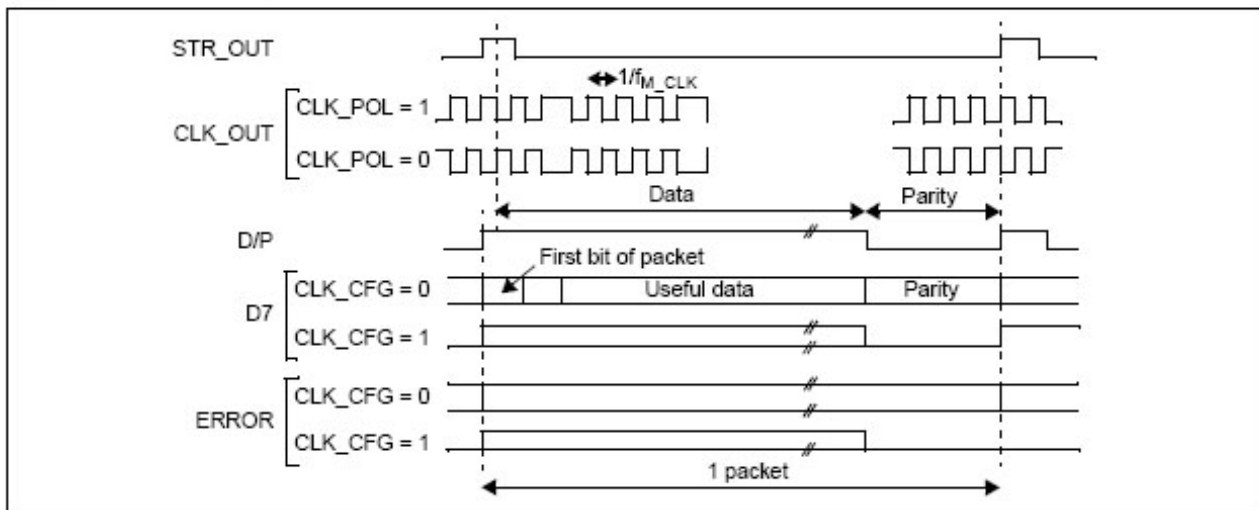 STR_OUT
1/fM_CLK
CLK_POL = 1
CLK_OUT
CLK_POL = 0
Data
Parity
D/P
First bit of packet
CLK_CFG = 0
Useful data
Parity
D7
CLK_CFG = 1
CLK_CFG = 0
ERROR
CLK_CFG = 1
1 packet